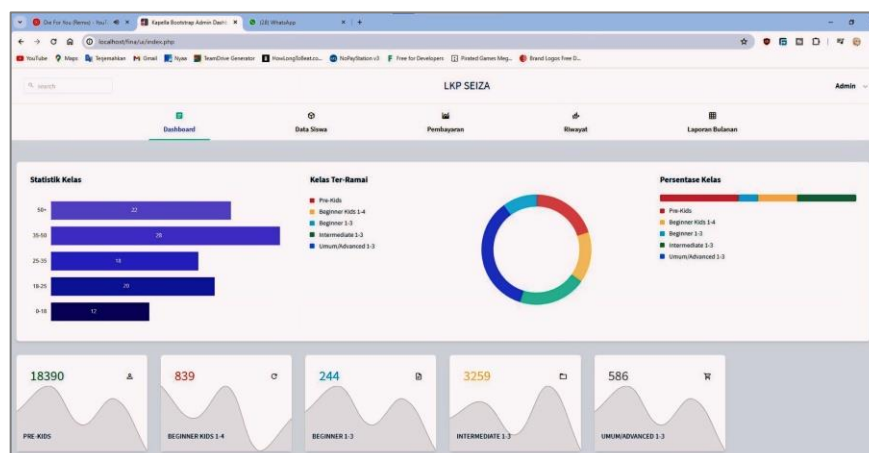 Die For You (Remix) - YouT
Kapella Bootstrap Admin Dashb
(28) WhatsApp
localhost/fina/ui/index.php
YouTube Maps Terjemahkan Gmail Nyaa TeamDrive Generator HowLongToBeat.co... NoPayStation v3 Free for Developers Pirated Games Meg... Brand Logos Free D...
search
LKP SEIZA
Admin
Dashboard Data Siswa Pembayaran Riwayat Laporan Bulanan
Statistik Kelas
50+ 22
35-50 28
25-35 18
18-25 20
0-18 12
Kelas Ter-Ramai
Pre-Kids
Beginner Kids 1-4
Beginner 1-3
Intermediate 1-3
Umum/Advanced 1-3
Persentase Kelas
Pre-Kids
Beginner Kids 1-4
Beginner 1-3
Intermediate 1-3
Umum/Advanced 1-3
18390
PRE-KIDS
839
BEGINNER KIDS 1-4
244
BEGINNER 1-3
3259
INTERMEDIATE 1-3
586
UMUM/ADVANCED 1-3